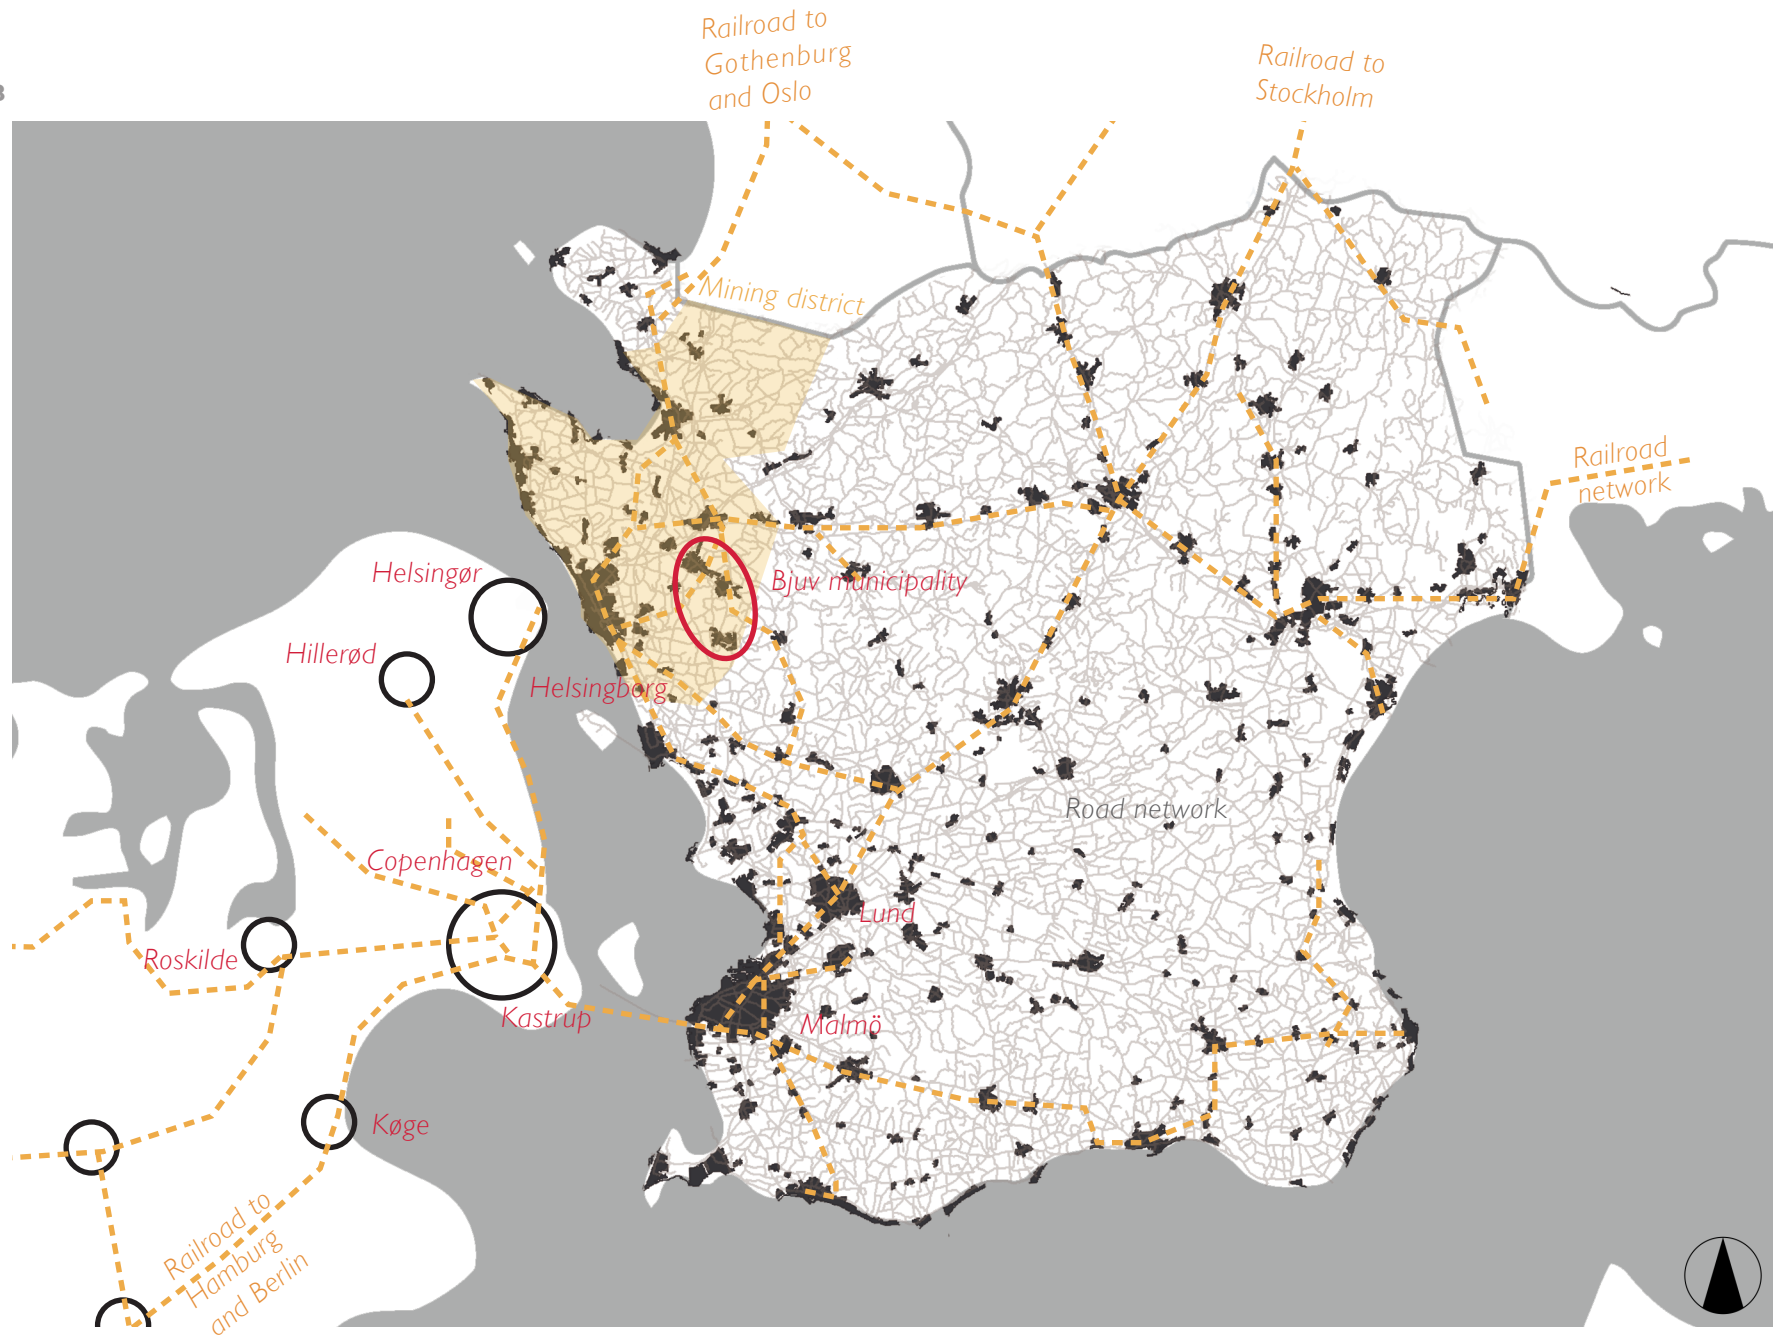 Railroad to
Gothenburg
and Oslo
Railroad to
Stockholm
Mining district
Railroad
network
Helsingør
Bjuv municipality
Hillerød
Helsingborg
Road network
Copenhagen
Lund
Roskilde
Kastrup
Malmö
Køge
Railroad to
Hamburg
and Berlin